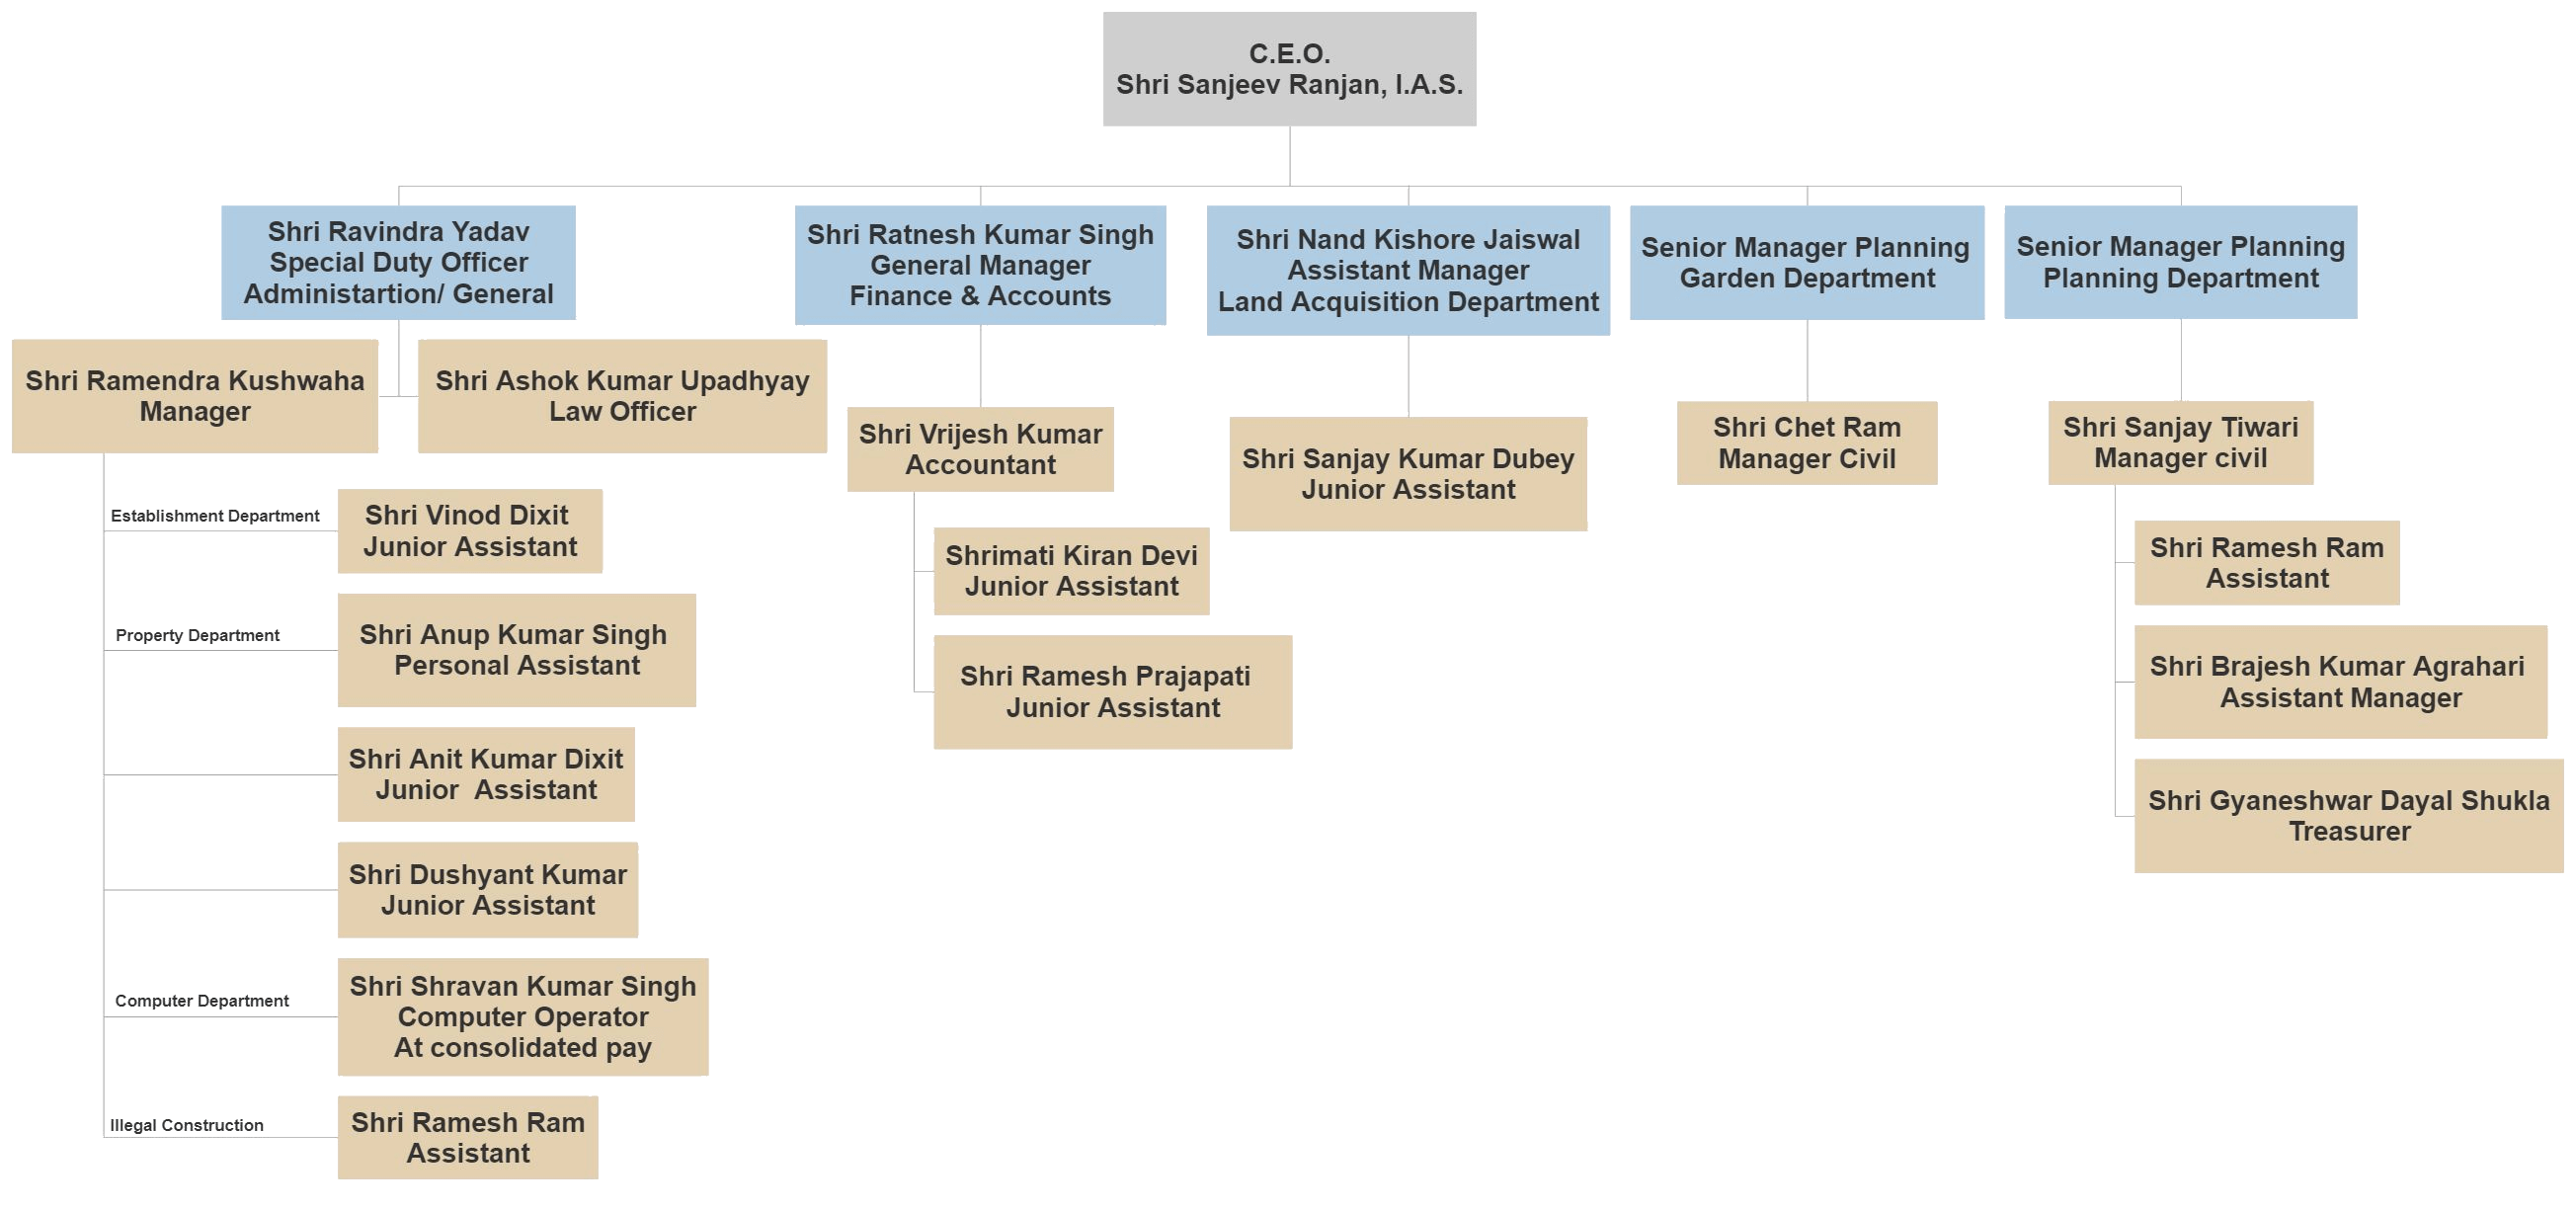 C.E.O.
Shri Sanjeev Ranjan, I.A.S.
Shri Ravindra Yadav
Special Duty Officer
Administartion/ General
Shri Ratnesh Kumar Singh
General Manager
Finance & Accounts
Shri Nand Kishore Jaiswal
Assistant Manager
Land Acquisition Department
Senior Manager Planning
Garden Department
Senior Manager Planning
Planning Department
Shri Ramendra Kushwaha
Manager
Shri Ashok Kumar Upadhyay
Law Officer
Shri Vrijesh Kumar
Accountant
Shri Sanjay Kumar Dubey
Junior Assistant
Shri Chet Ram
Manager Civil
Shri Sanjay Tiwari
Manager civil
Establishment Department
Shri Vinod Dixit
Junior Assistant
Property Department
Shri Anup Kumar Singh
Personal Assistant
Shri Anit Kumar Dixit
Junior  Assistant
Shri Dushyant Kumar
Junior Assistant
Computer Department
Shri Shravan Kumar Singh
Computer Operator
At consolidated pay
Illegal Construction
Shri Ramesh Ram
Assistant
Shrimati Kiran Devi
Junior Assistant
Shri Ramesh Prajapati
Junior Assistant
Shri Ramesh Ram
Assistant
Shri Brajesh Kumar Agrahari
Assistant Manager
Shri Gyaneshwar Dayal Shukla
Treasurer